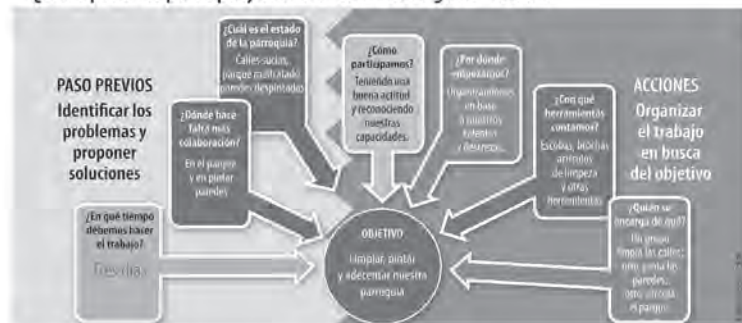 PASO PREVIOS
Identificar los
problemas y
proponer
soluciones
¿Cuál es el estado
de la parroquia?
Calles sucias,
parque maltratado
paredes despintadas
¿Dónde hace
falta más
colaboración?
En el parque
y en pintar
paredes
¿En qué tiempo
debemos hacer
el trabajo?
Tres días
¿Cómo
participamos?
Teniendo una
buena actitud
y reconociendo
nuestras
capacidades.
¿Por dónde
empezamos?
Organizándonos
en base
a nuestros
talentos
y destrezas.
¿Con qué
herramientas
contamos?
Escobas, brochas
artículos
de limpieza
y otras
herramientas
¿Quién se
encarga de qué?
Un grupo
limpia las calles;
otro pinta las
paredes,
otro arregla
el parque.
ACCIONES
Organizar
el trabajo
en busca
del objetivo
OBJETIVO
Limpiar, pintar
y adecentar nuestra
parroquia